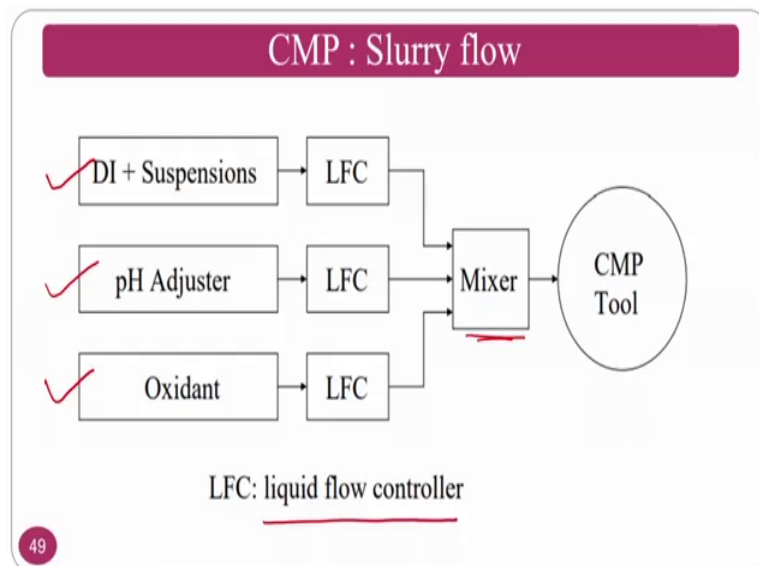 CMP : Slurry flow
DI + Suspensions
LFC
pH Adjuster
LFC
Mixer
CMP
Tool
Oxidant
LFC
LFC: liquid flow controller
49